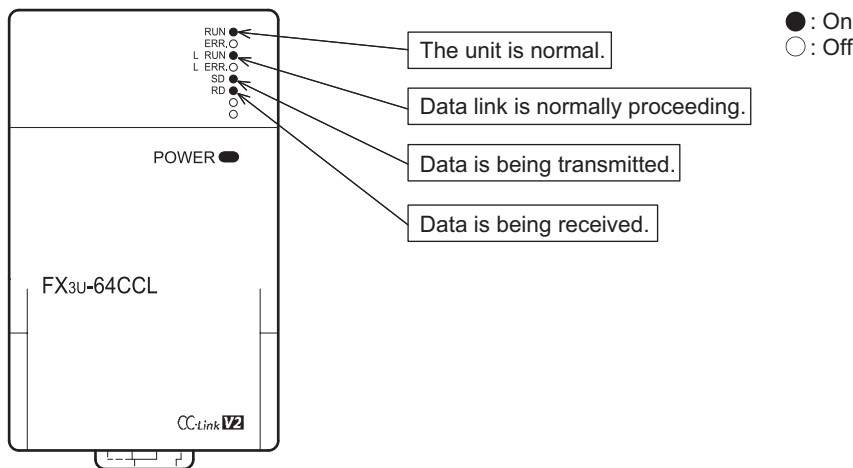 RUN
ERR.
L RUN
L ERR.
SD
RD
The unit is normal.
Data link is normally proceeding.
Data is being transmitted.
Data is being received.
: On
: Off
POWER
FX3U-64CCL
CC-Link V2